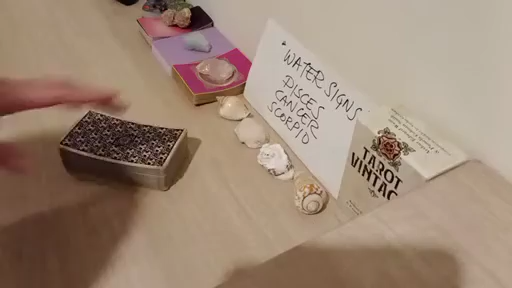 "WATER SIGNS
PISCES
CANCER
SCORPIO
TAROT
VINTAG